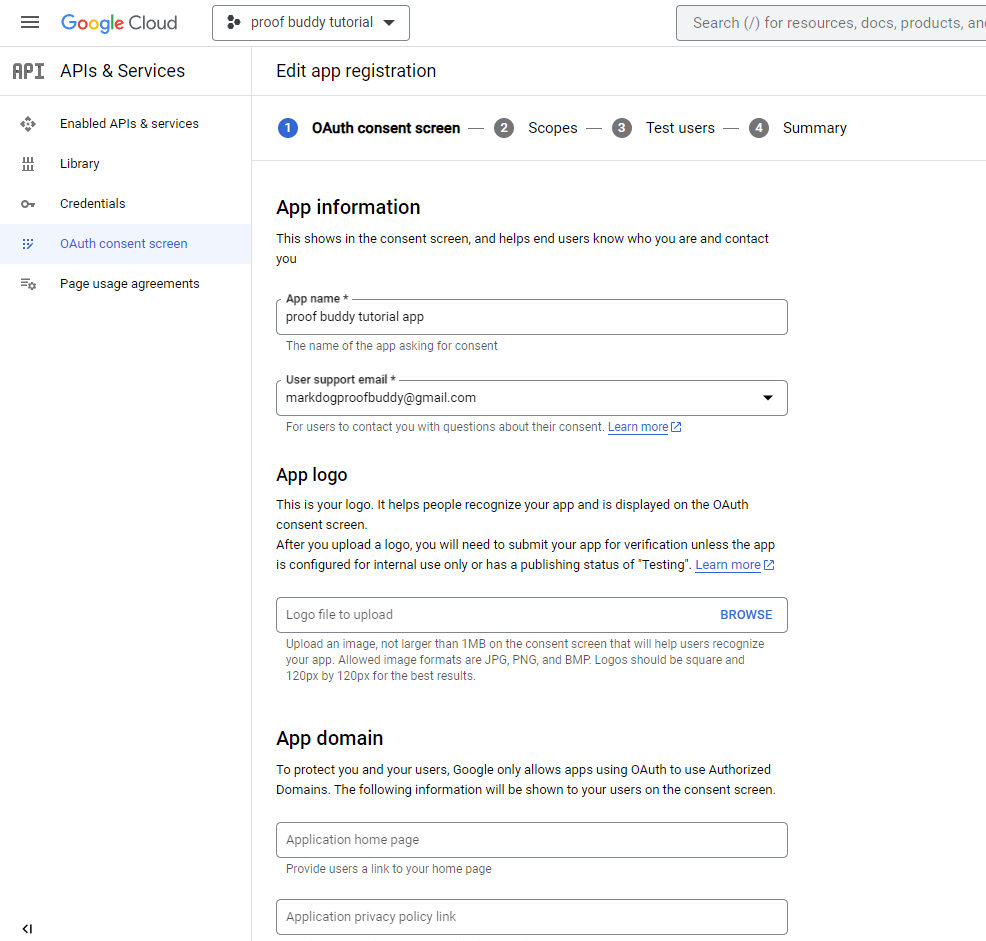 Google Cloud
proof buddy tutorial
Search (/) for resources, docs, products, an
API APIs & Services
Enabled APIs & services
Library
Credentials
OAuth consent screen
Page usage agreements
Edit app registration
1 OAuth consent screen — 2 Scopes — 3 Test users — 4 Summary
App information
This shows in the consent screen, and helps end users know who you are and contact
you
App name *
proof buddy tutorial app
The name of the app asking for consent
User support email *
markdogproofbuddy@gmail.com
For users to contact you with questions about their consent. Learn more
App logo
This is your logo. It helps people recognize your app and is displayed on the OAuth
consent screen.
After you upload a logo, you will need to submit your app for verification unless the app
is configured for internal use only or has a publishing status of "Testing". Learn more
Logo file to upload BROWSE
Upload an image, not larger than 1MB on the consent screen that will help users recognize
your app. Allowed image formats are JPG, PNG, and BMP. Logos should be square and
120px by 120px for the best results.
App domain
To protect you and your users, Google only allows apps using OAuth to use Authorized
Domains. The following information will be shown to your users on the consent screen.
Application home page
Provide users a link to your home page
Application privacy policy link